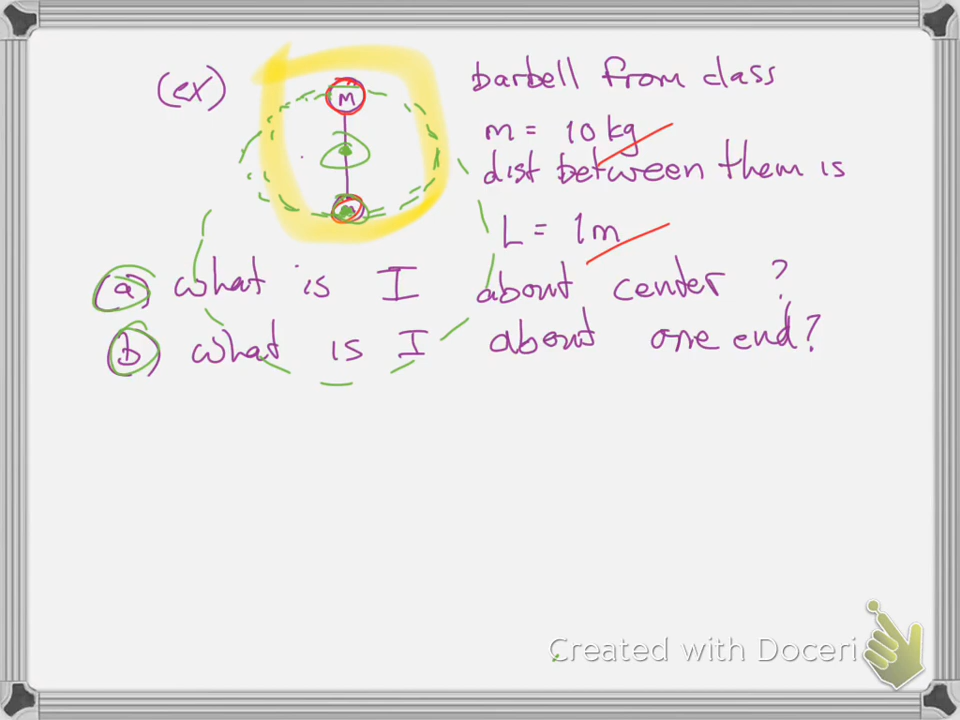 (ex)
m
m
barbell from class
m = 10 kg
dist between them is
L = 1m
(a) what is I about center ?
(b) what is I about one end?
Created with Doceri